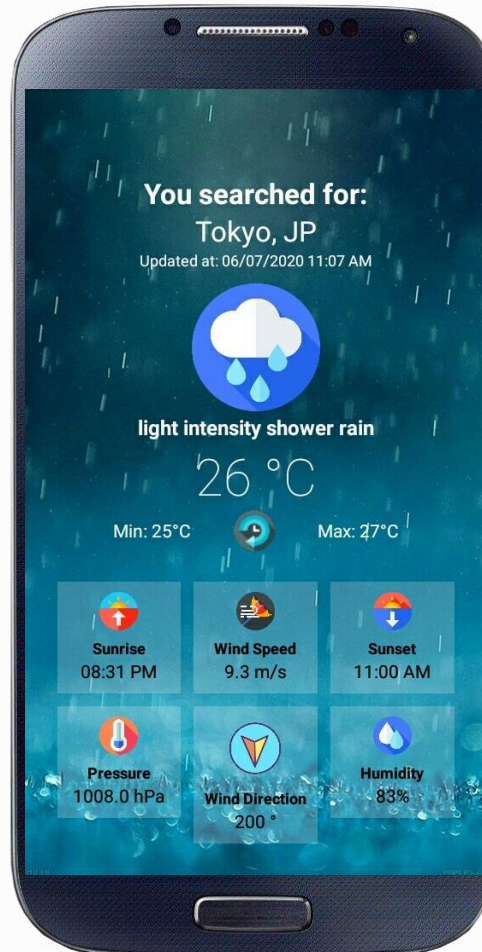 You searched for:
Tokyo, JP
Updated at: 06/07/2020 11:07 AM
light intensity shower rain
26 °C
Min: 25°C
Max: 27°C
Sunrise
08:31 PM
Wind Speed
9.3 m/s
Sunset
11:00 AM
Pressure
1008.0 hPa
Wind Direction
200 °
Humidity
83%